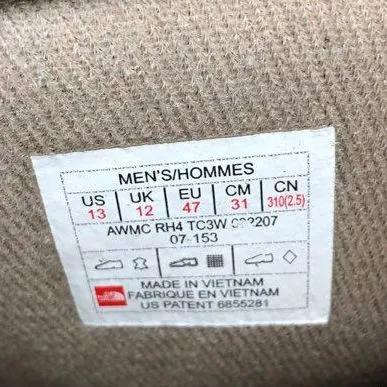 MEN'S/HOMMES
US UK EU CM CN
13 12 47 31 310(2.5)
AWMC RH4 TC3W
07-153
MADE IN VIETNAM
FABRIQUE EN VIETNAM
US PATENT 6855281